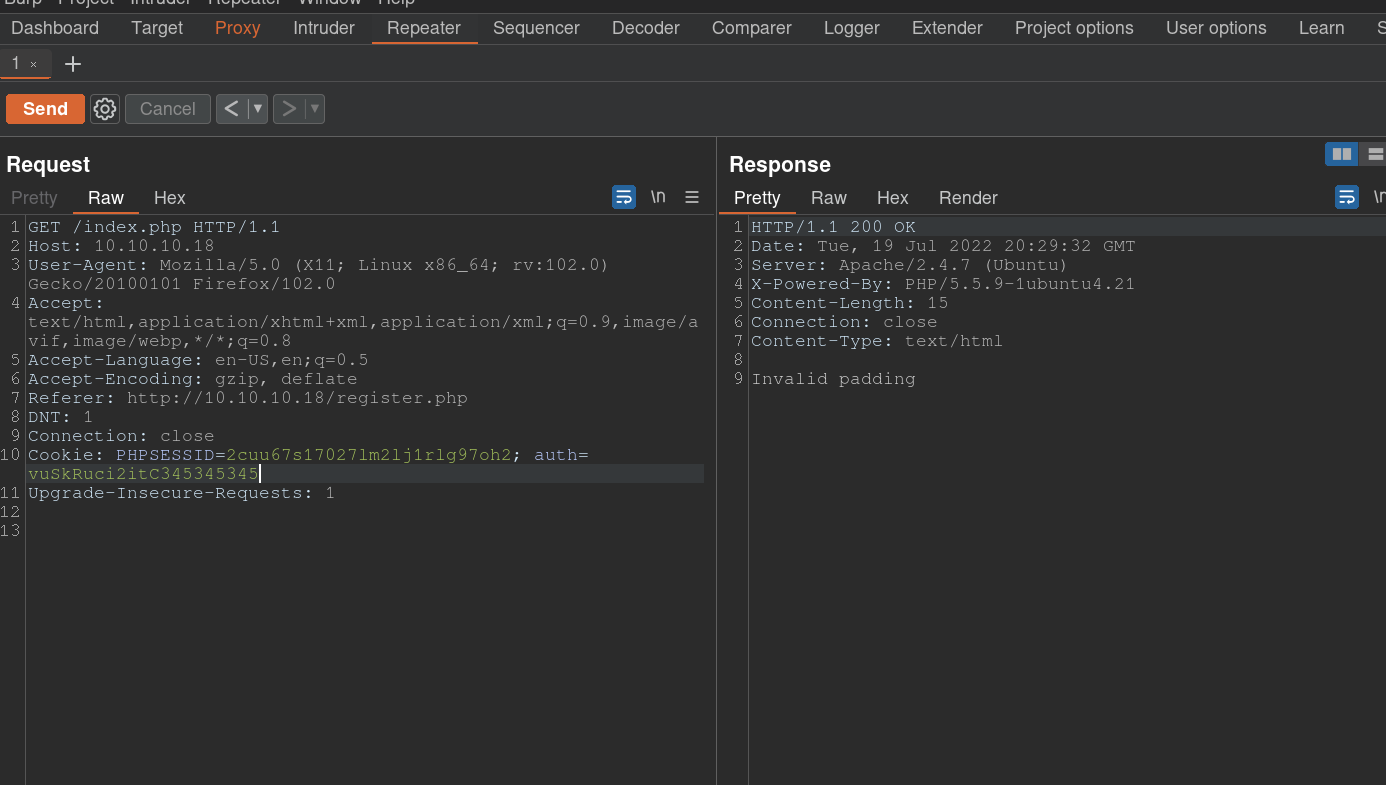 Burp Project Intruder Repeater Window Help
Dashboard Target Proxy Intruder Repeater Sequencer Decoder Comparer Logger Extender Project options User options Learn S
1 × +
Send Cancel < ▼ > ▼
Request
Pretty Raw Hex \n
1 GET /index.php HTTP/1.1
2 Host: 10.10.10.18
3 User-Agent: Mozilla/5.0 (X11; Linux x86_64; rv:102.0)
Gecko/20100101 Firefox/102.0
4 Accept:
text/html,application/xhtml+xml,application/xml;q=0.9,image/a
vif,image/webp,*/*;q=0.8
5 Accept-Language: en-US,en;q=0.5
6 Accept-Encoding: gzip, deflate
7 Referer: http://10.10.10.18/register.php
8 DNT: 1
9 Connection: close
10 Cookie: PHPSESSID=2cuu67s17027lm2lj1rlg97oh2; auth=
vuSkRuci2itC345345345
11 Upgrade-Insecure-Requests: 1
12
13
Response
Pretty Raw Hex Render \n
1 HTTP/1.1 200 OK
2 Date: Tue, 19 Jul 2022 20:29:32 GMT
3 Server: Apache/2.4.7 (Ubuntu)
4 X-Powered-By: PHP/5.5.9-1ubuntu4.21
5 Content-Length: 15
6 Connection: close
7 Content-Type: text/html
8
9 Invalid padding